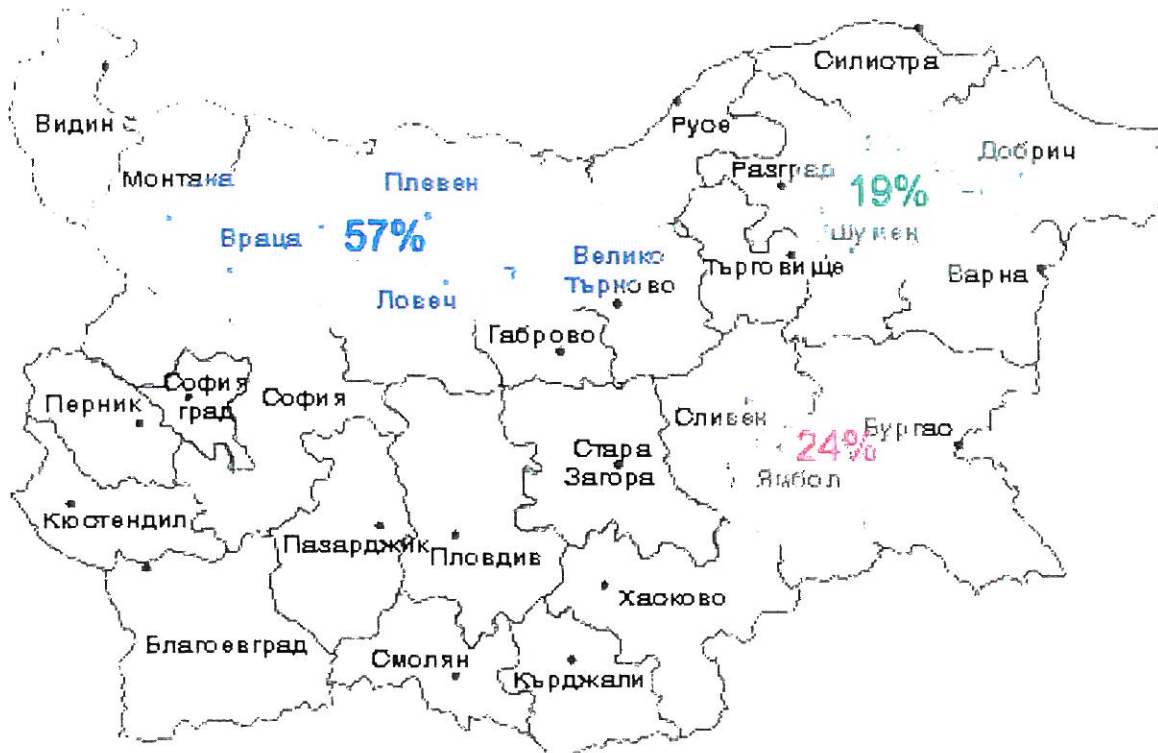 Силистра
Видин
Русе
Добрич
Монтана
Плевен
Разград
19%
Враца
57%
Шумен
Велико
Търново
Търговище
Варна
Ловеч
Габрово
София
град
Перник
София
Сливен
Бургас
24%
Стара
Загора
Ямбол
Кюстендил
Пазарджик
Пловдив
Хасково
Благоевград
Смолян
Кърджали